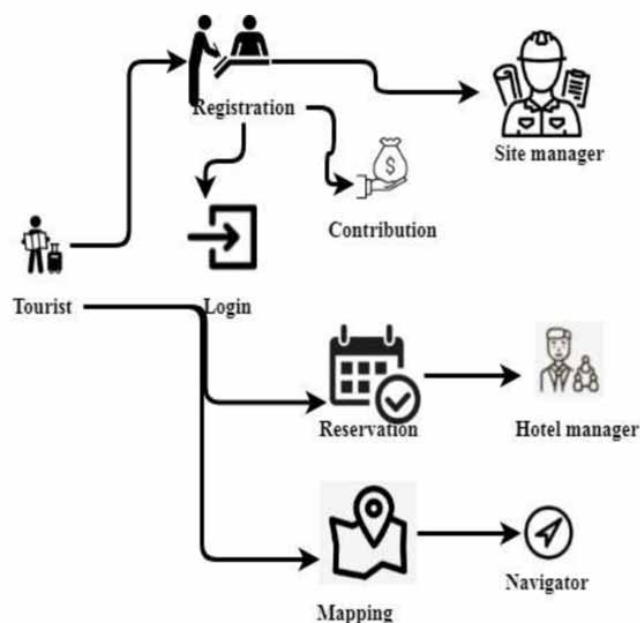 Registration
Site manager
$
Contribution
Tourist
Login
Reservation
Hotel manager
Navigator
Mapping